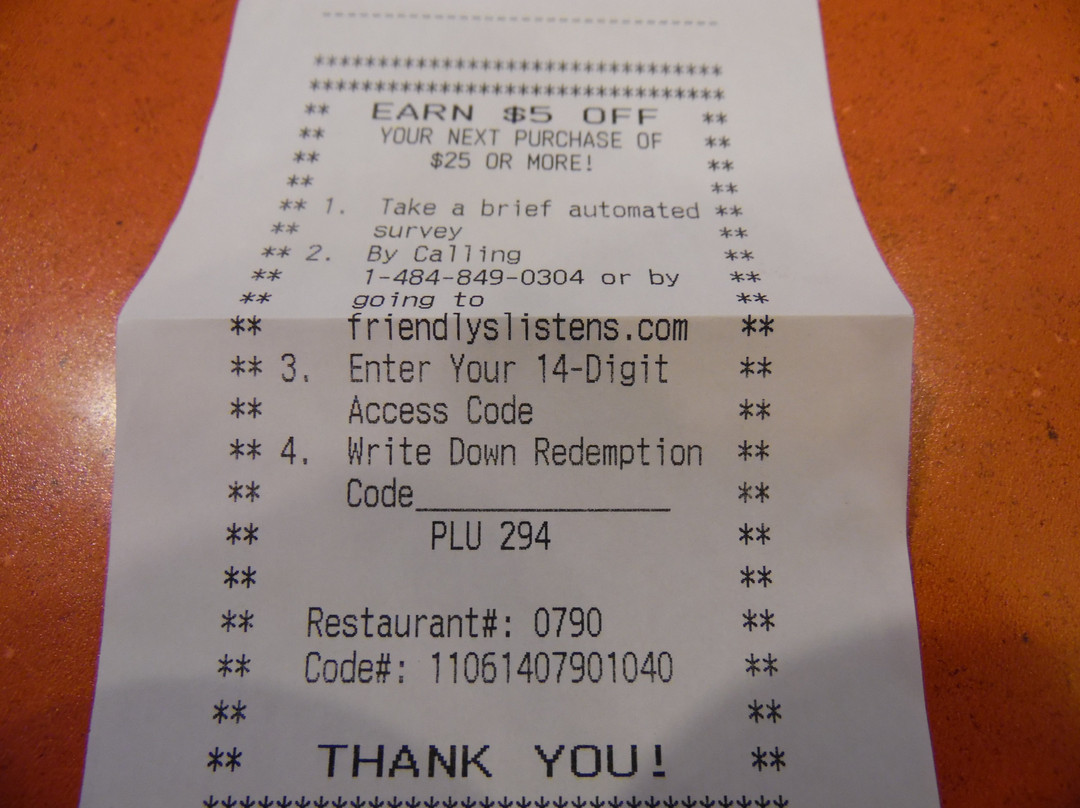 --------------------------------------
*********************************
*********************************
** EARN $5 OFF **
** YOUR NEXT PURCHASE OF **
** $25 OR MORE! **
** **
** 1. Take a brief automated **
** survey **
** 2. By Calling **
** 1-484-849-0304 or by **
** going to **
** friendlyslistens.com **
** 3. Enter Your 14-Digit **
** Access Code **
** 4. Write Down Redemption **
** Code_______________ **
** PLU 294 **
** **
** Restaurant#: 0790 **
** Code#: 11061407901040 **
** **
** THANK YOU! **
*********************************